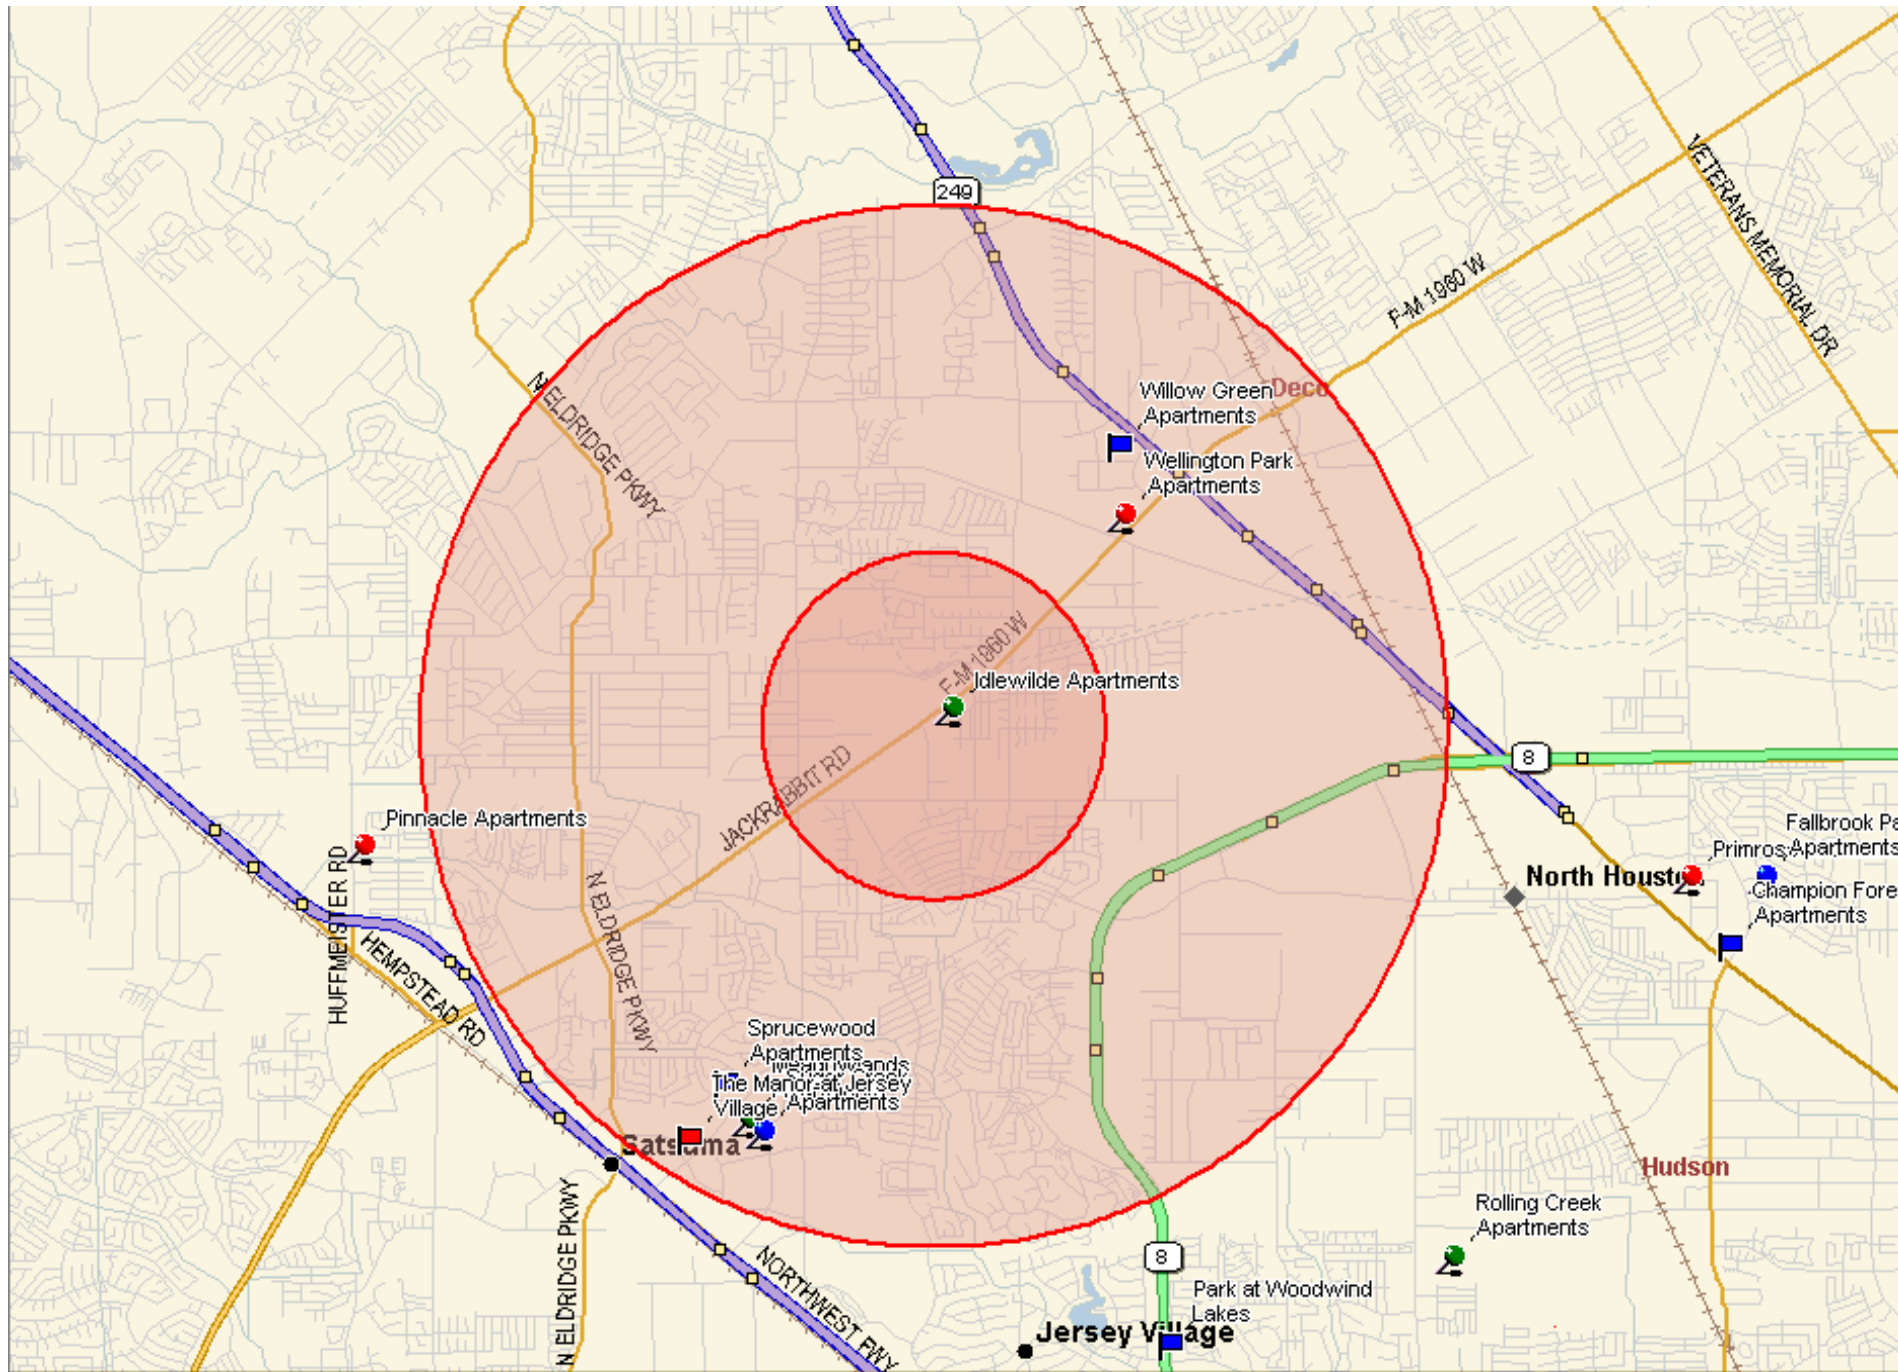 249
VETERANS MEMORIAL DR
F-M 1960 W
Deco
Willow Green
Apartments
N ELDRIDGE PKWY
Wellington Park
Apartments
F-M 1960 W
Idlewilde Apartments
8
JACKRABBIT RD
Pinnacle Apartments
Fallbrook Pa
Apartments
Primros
North Houston
Champion Fore
Apartments
HUFFMEISTER RD
HEMPSTEAD RD
N ELDRIDGE PKWY
Sprucewood
Apartments
The Manor at Jersey
Village
Apartments
Satsuma
Hudson
Rolling Creek
Apartments
N ELDRIDGE PKWY
NORTHWEST FWY
8
Park at Woodwind
Lakes
Jersey Village